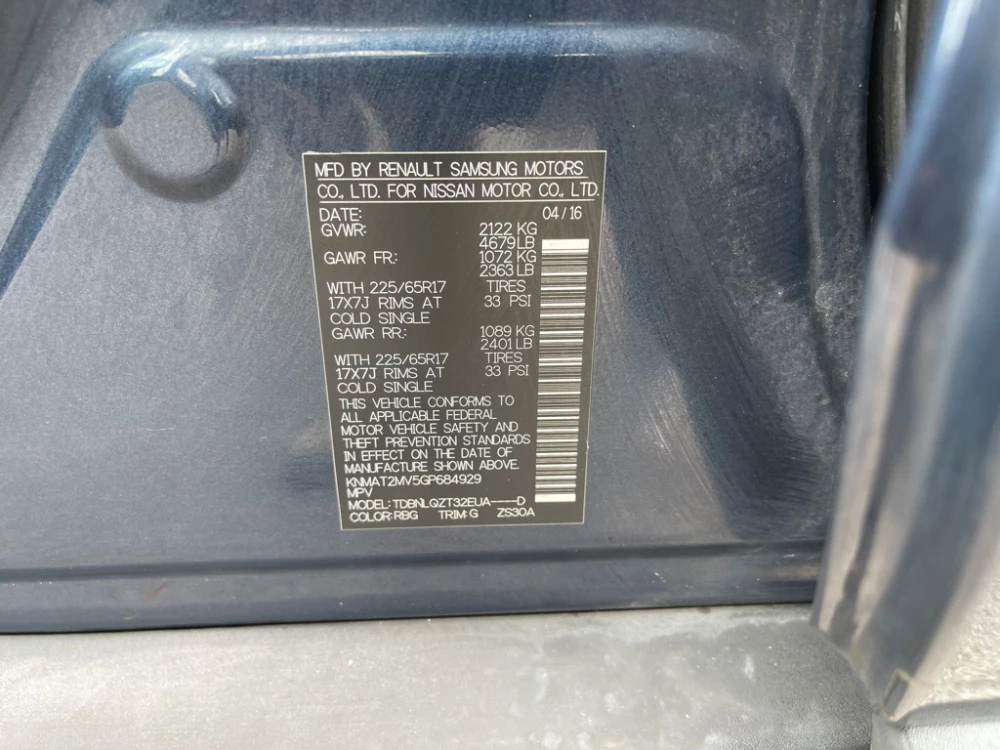 MFD BY RENAULT SAMSUNG MOTORS
CO., LTD. FOR NISSAN MOTOR CO., LTD.
DATE: 04/16
GVWR: 2122 KG
4679 LB
GAWR FR.: 1072 KG
2363 LB
WITH 225/65R17 TIRES
17X7J RIMS AT 33 PSI
COLD SINGLE
GAWR RR.: 1089 KG
2401 LB
WITH 225/65R17 TIRES
17X7J RIMS AT 33 PSI
COLD SINGLE
THIS VEHICLE CONFORMS TO
ALL APPLICABLE FEDERAL
MOTOR VEHICLE SAFETY AND
THEFT PREVENTION STANDARDS
IN EFFECT ON THE DATE OF
MANUFACTURE SHOWN ABOVE.
KNMAT2MV5GP684929
MPV
MODEL: TDBNLQZT32EUA----D
COLOR:RBG TRIM:G ZS30A